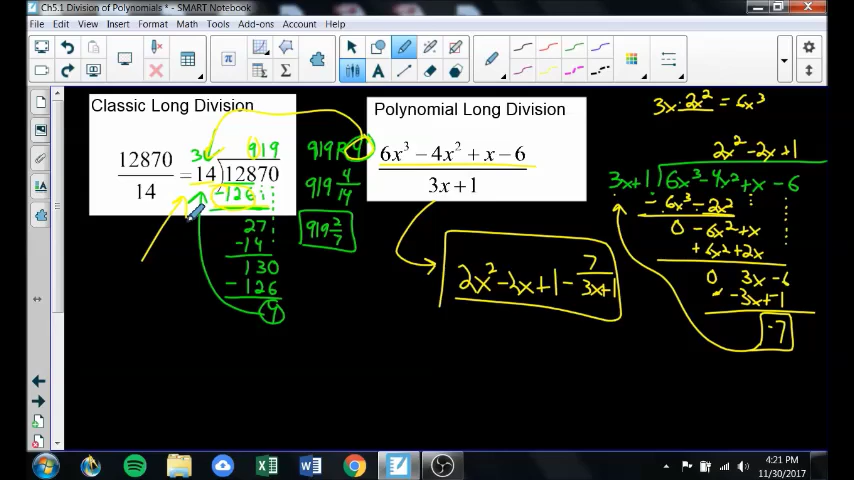 Ch5.1 Division of Polynomials * - SMART Notebook
File Edit View Insert Format Tools Add-ons Account Help
Classic Long Division
12870
14
=
919
14)12870
-126
27
-14
130
-126
4
919 R 4
919 4/14
919 2/7
Polynomial Long Division
6x³ − 4x² + x − 6
3x + 1
2x² -2x +1 - 7/(3x+1)
3x · 2x² = 6x³
2x² -2x +1
3x+1)6x³ -4x² +x -6
- 6x³ -2x²
0 -6x² +x
+6x² +2x
0 3x -6
-3x -1
-7
4:21 PM
11/30/2017